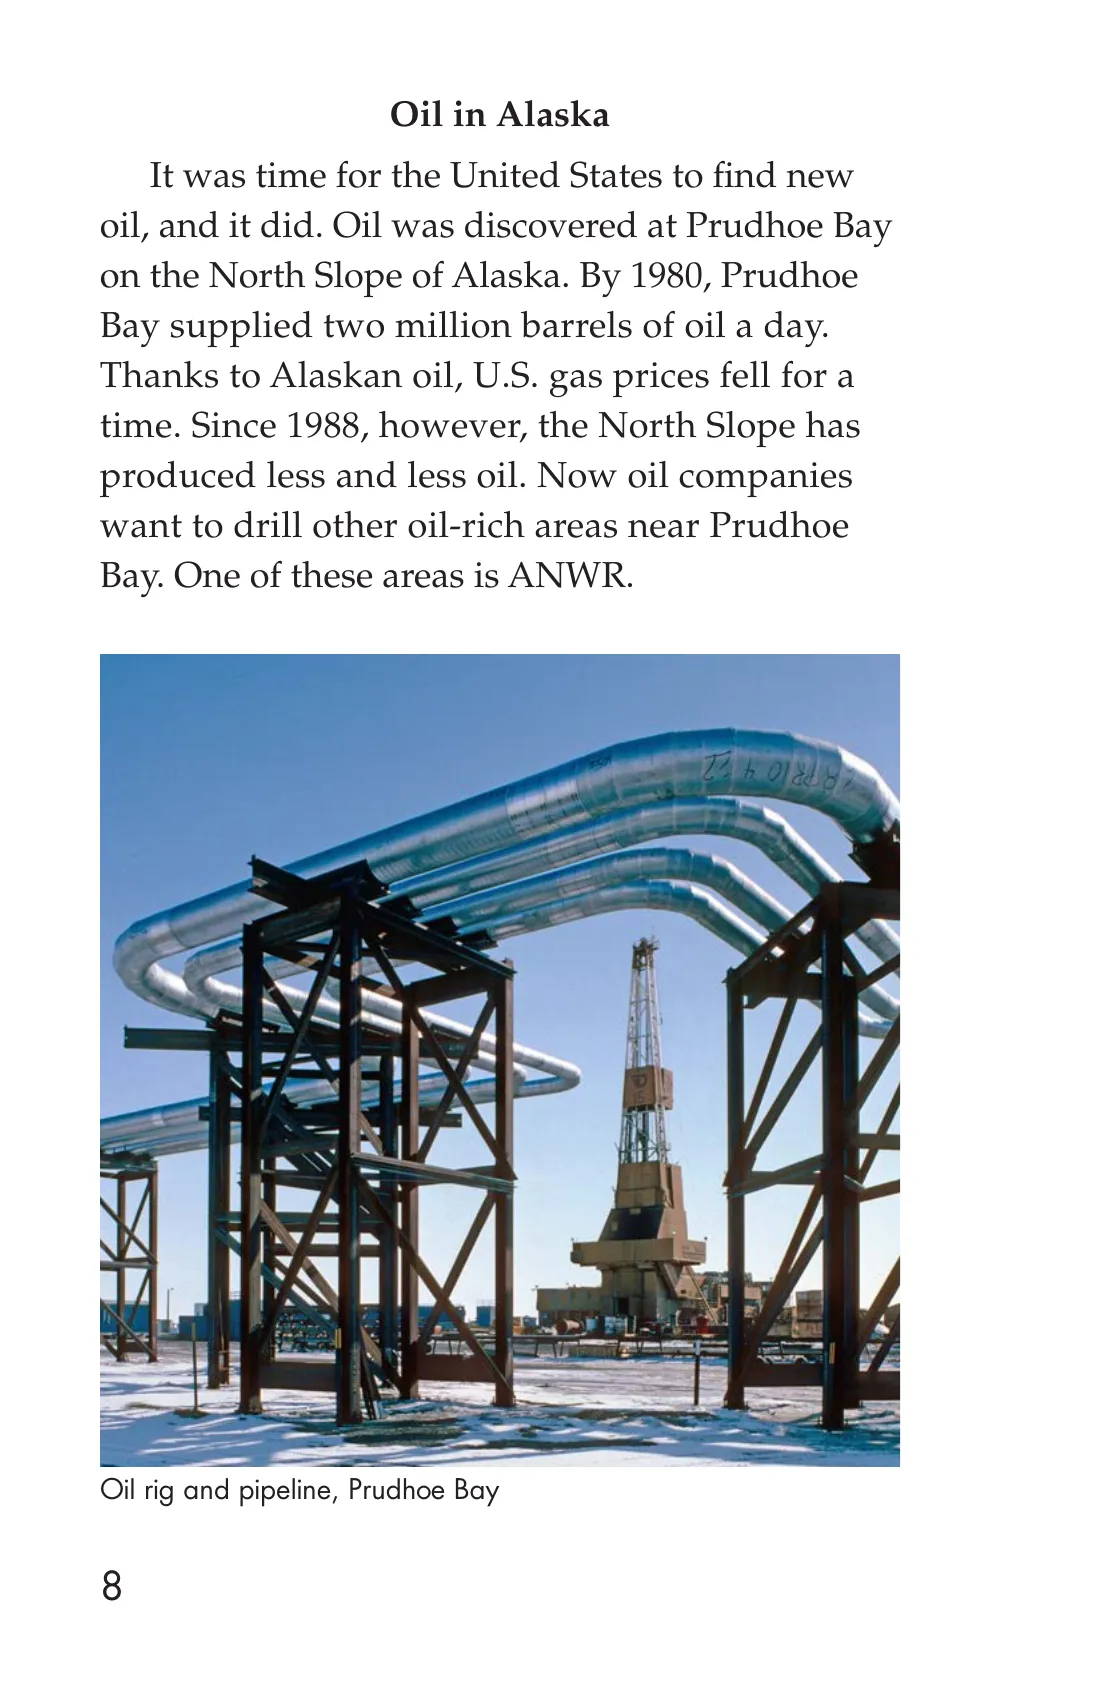 Oil in Alaska
It was time for the United States to find new
oil, and it did. Oil was discovered at Prudhoe Bay
on the North Slope of Alaska. By 1980, Prudhoe
Bay supplied two million barrels of oil a day.
Thanks to Alaskan oil, U.S. gas prices fell for a
time. Since 1988, however, the North Slope has
produced less and less oil. Now oil companies
want to drill other oil-rich areas near Prudhoe
Bay. One of these areas is ANWR.
Oil rig and pipeline, Prudhoe Bay
8